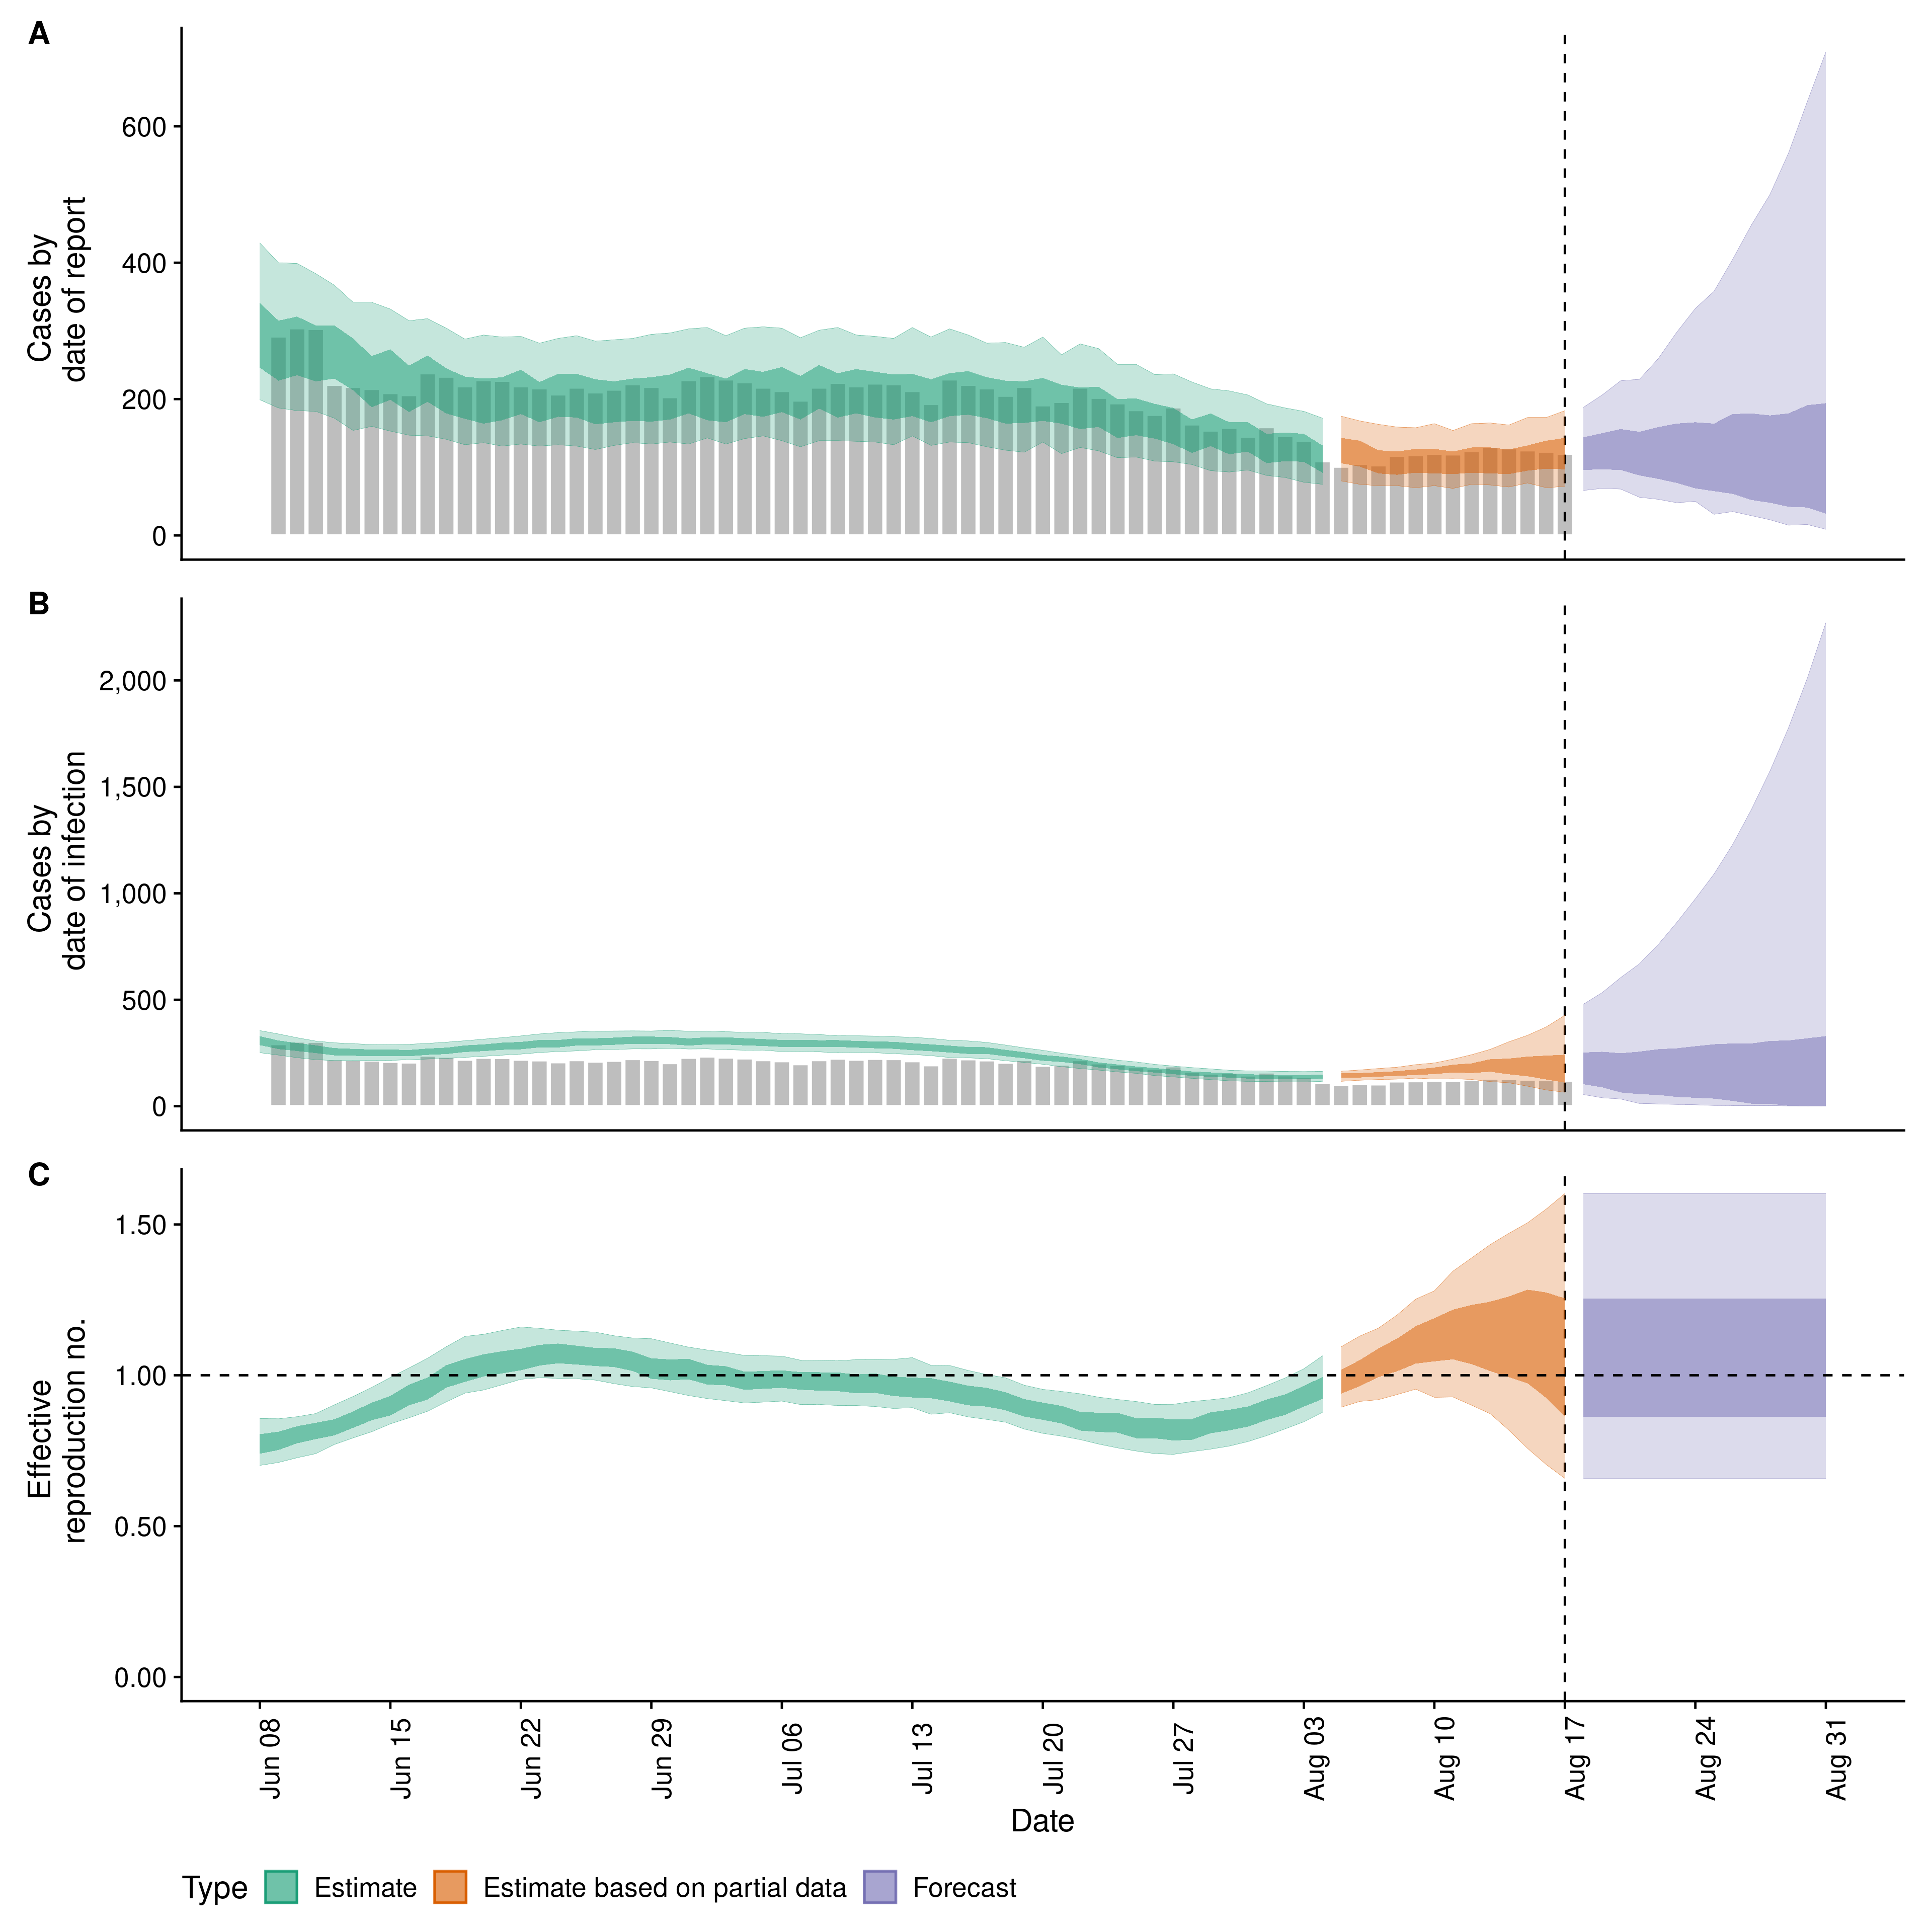 A
Cases by
date of report
600
400
200
0
B
Cases by
date of infection
2,000
1,500
1,000
500
0
C
Effective
reproduction no.
1.50
1.00
0.50
0.00
Jun 08
Jun 15
Jun 22
Jun 29
Jul 06
Jul 13
Jul 20
Jul 27
Aug 03
Aug 10
Aug 17
Aug 24
Aug 31
Date
Type Estimate Estimate based on partial data Forecast